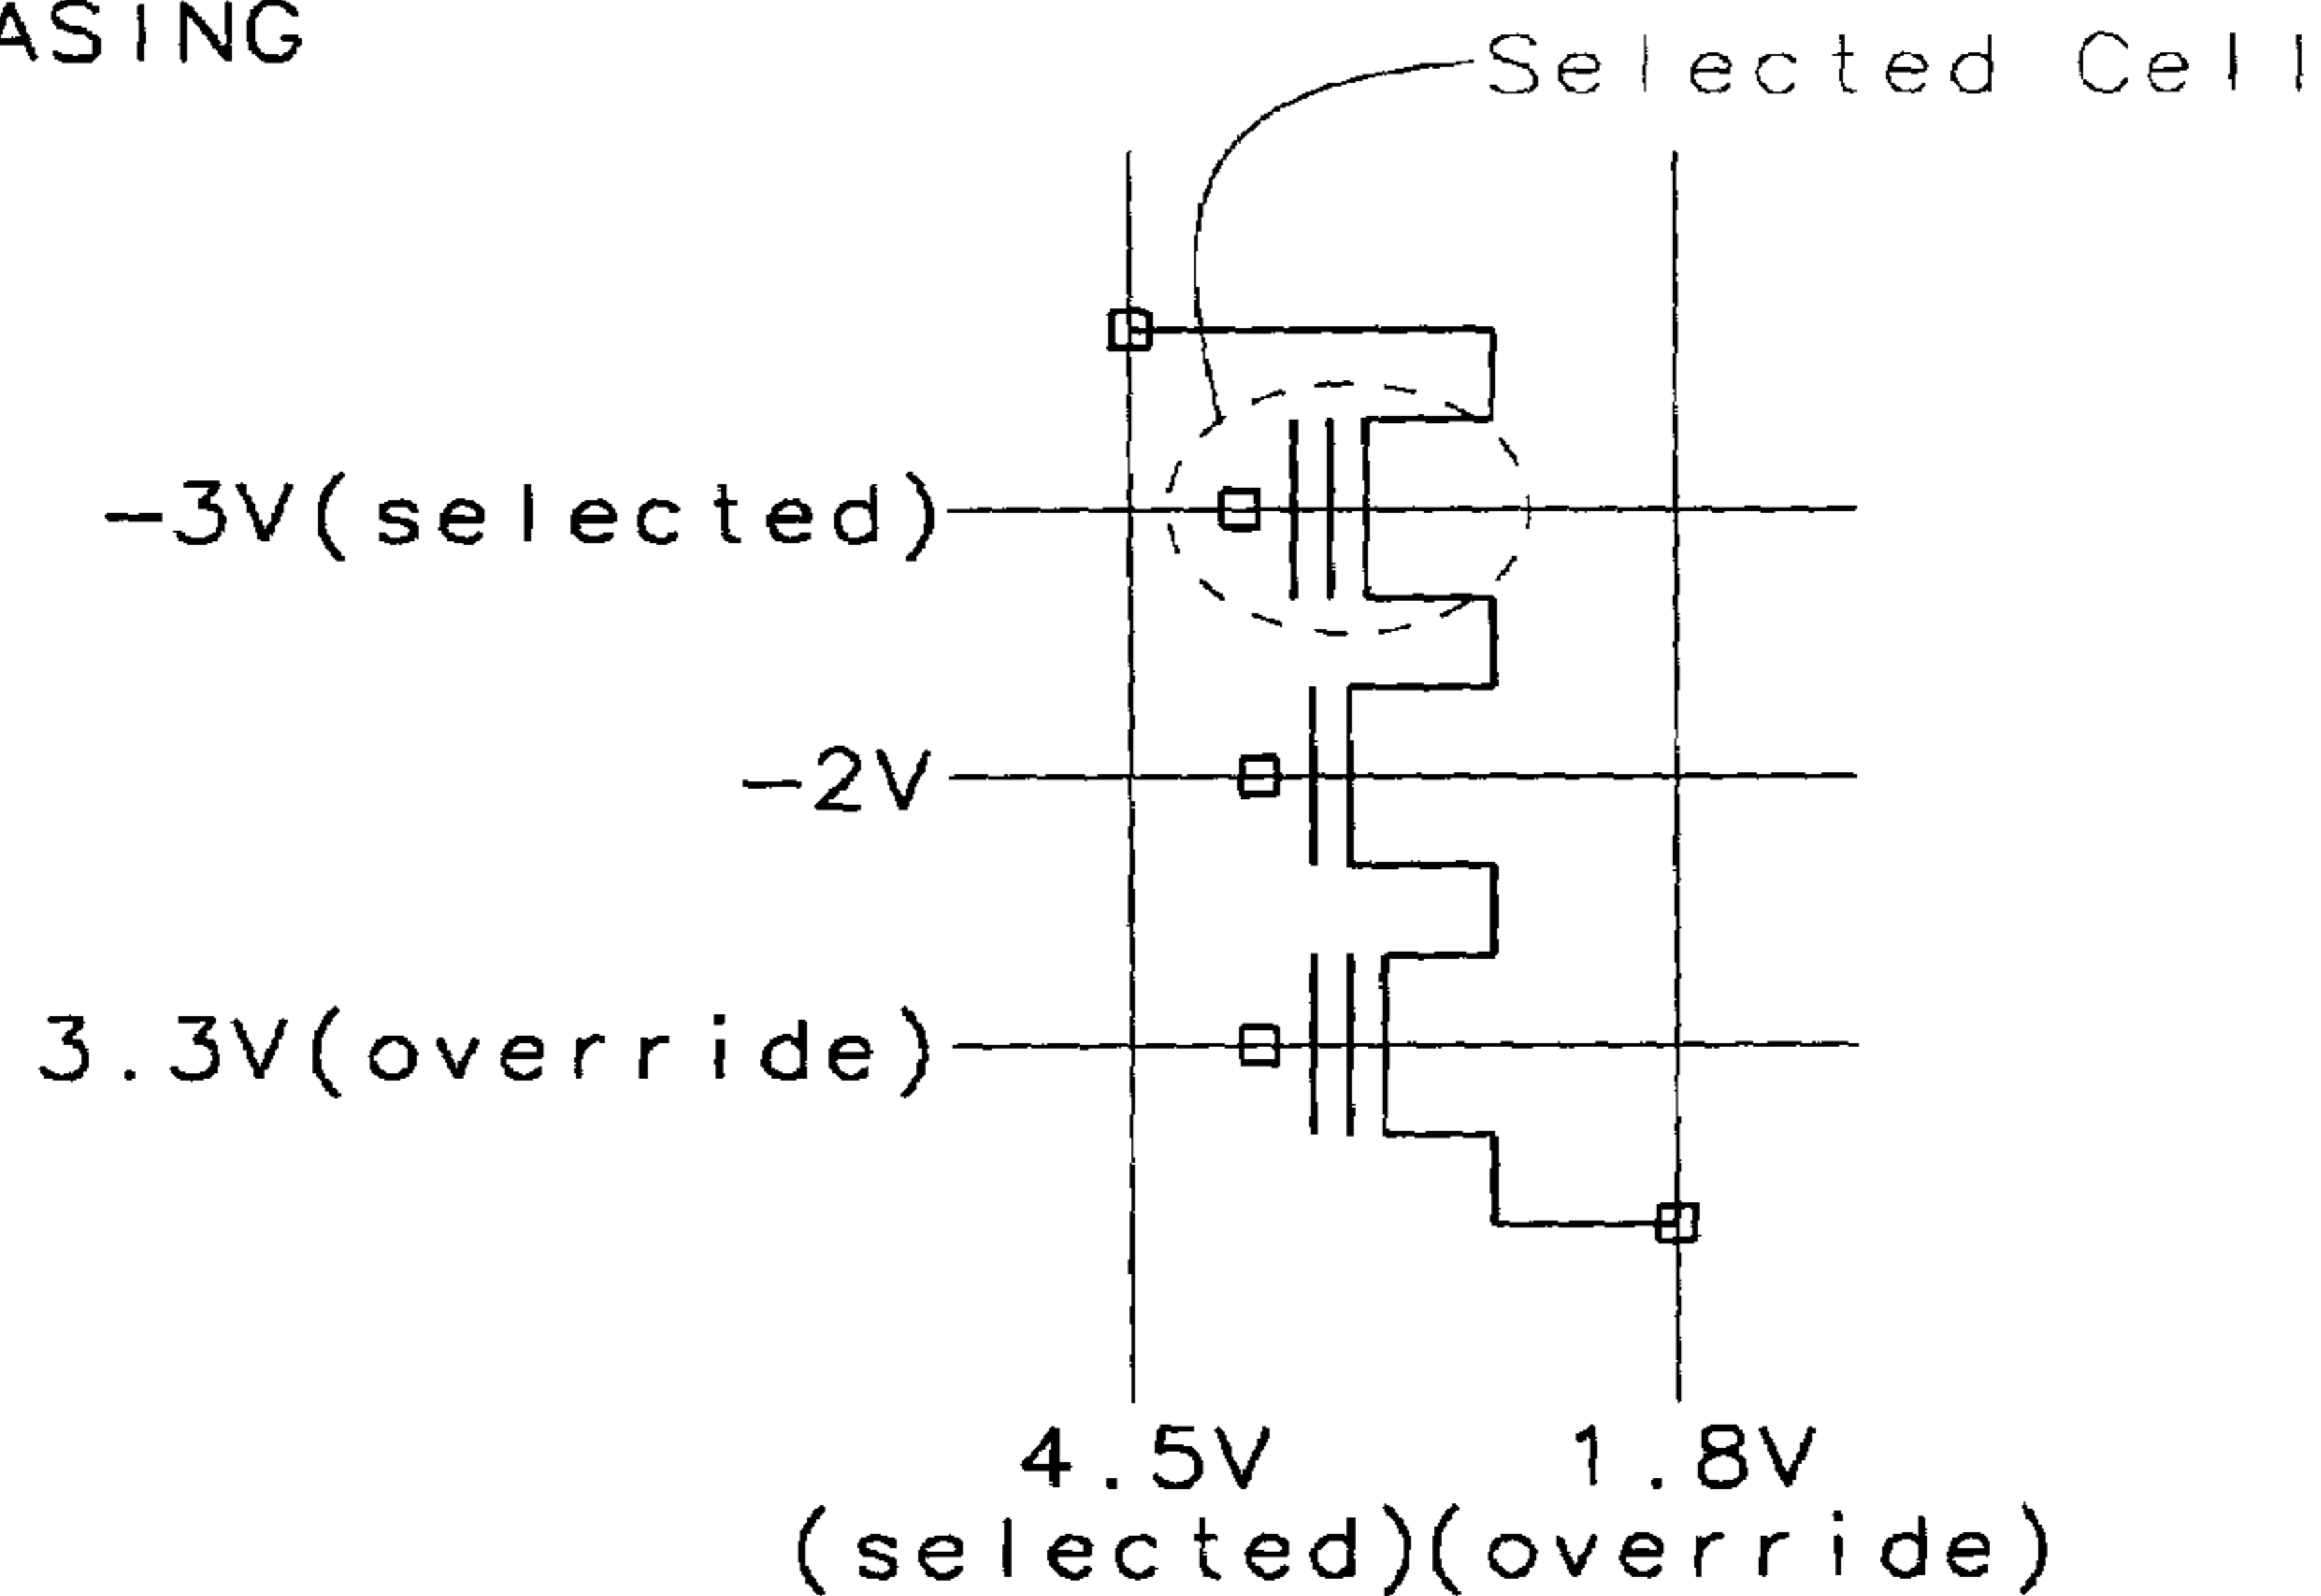 ASING
Selected Cell
-3V(selected)
-2V
3.3V(override)
4.5V 1.8V
(selected)(override)